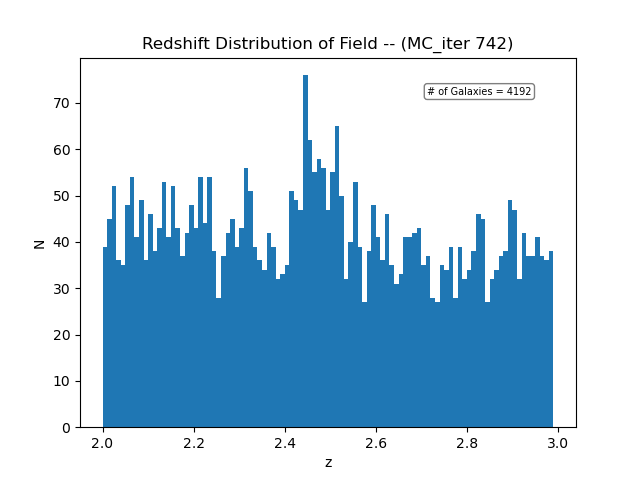 Redshift Distribution of Field -- (MC_iter 742)
# of Galaxies = 4192
70
60
50
40
30
20
10
0
N
2.0 2.2 2.4 2.6 2.8 3.0
z